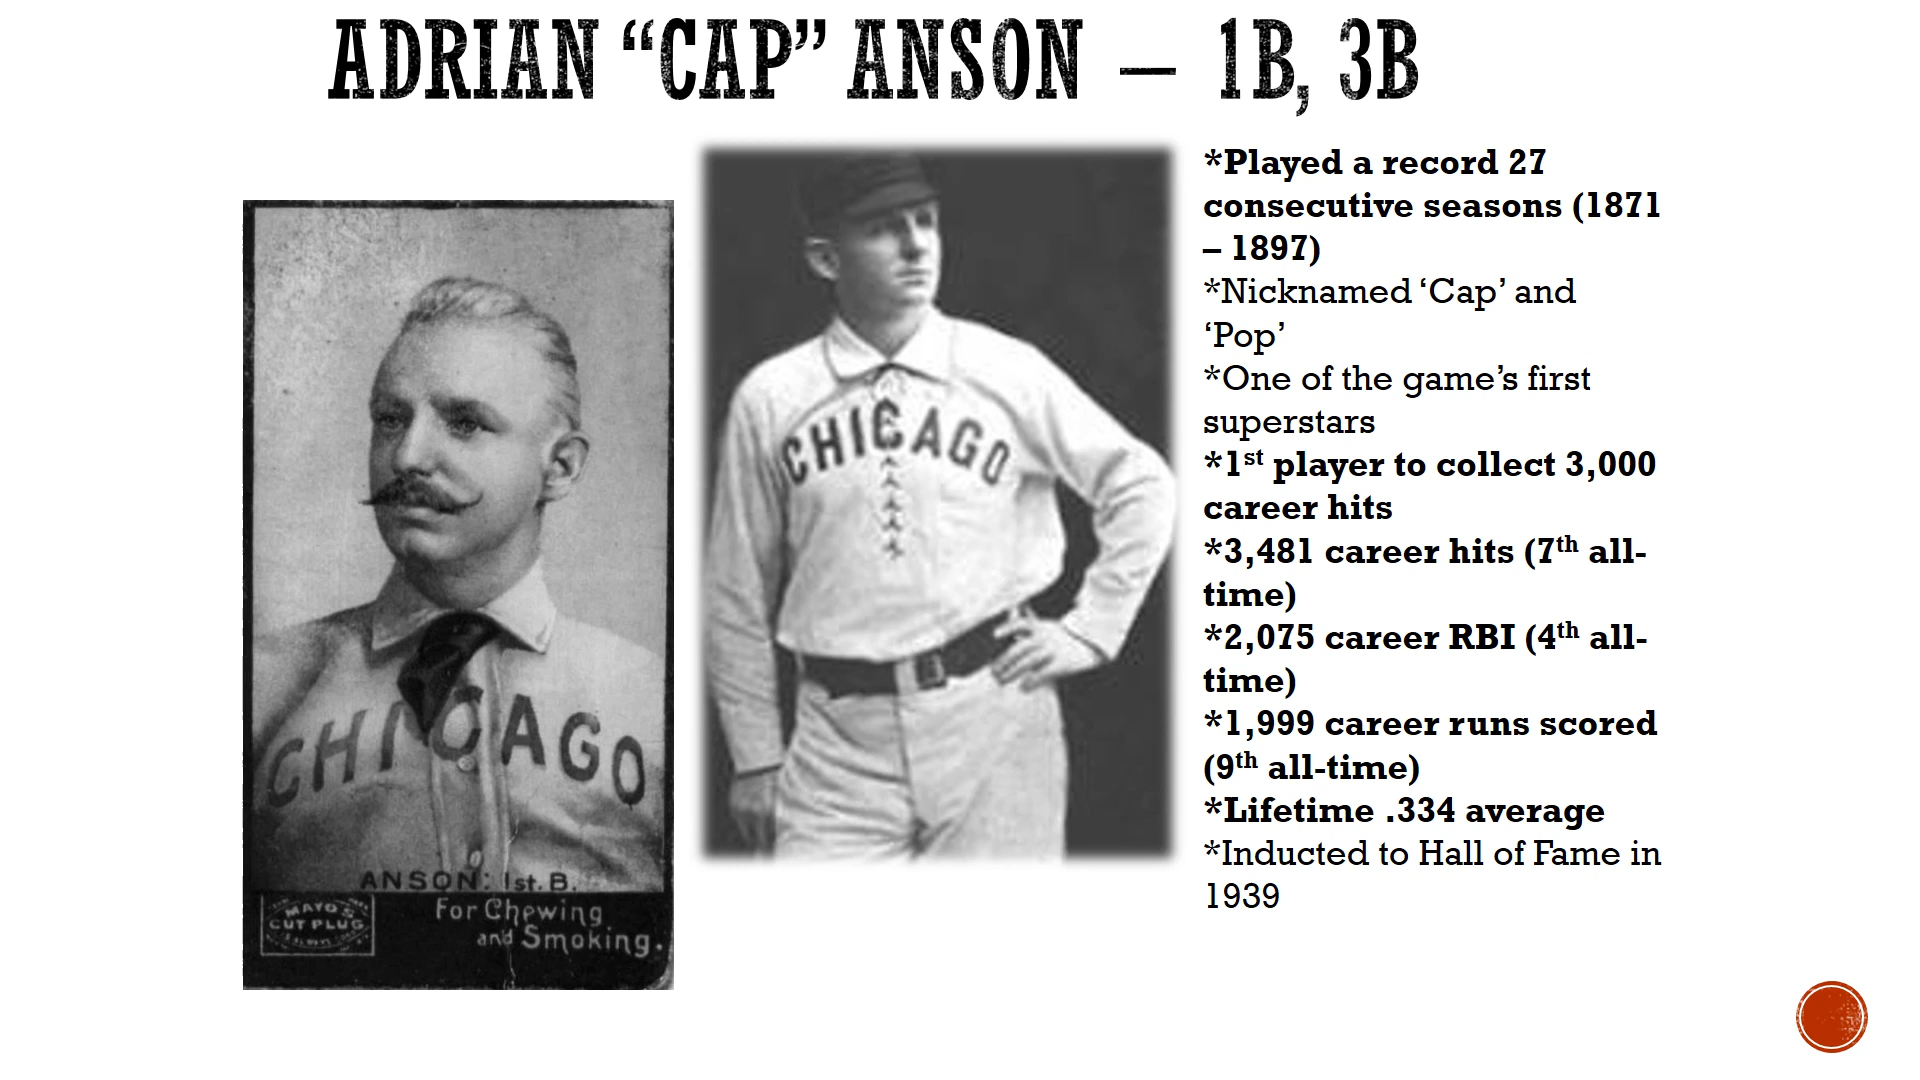 ADRIAN “CAP” ANSON – 1B, 3B
*Played a record 27
consecutive seasons (1871
– 1897)
*Nicknamed ‘Cap’ and
‘Pop’
*One of the game’s first
superstars
*1st player to collect 3,000
career hits
*3,481 career hits (7th all-
time)
*2,075 career RBI (4th all-
time)
*1,999 career runs scored
(9th all-time)
*Lifetime .334 average
*Inducted to Hall of Fame in
1939
CHICAGO
ANSON: 1st. B.
MAYO'S
CUT PLUG
For Chewing
and Smoking.
CHICAGO